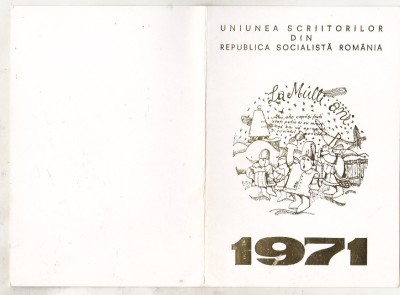 UNIUNEA SCRIITORILOR
DIN
REPUBLICA SOCIALISTĂ ROMÂNIA
La Mulți ani
1971